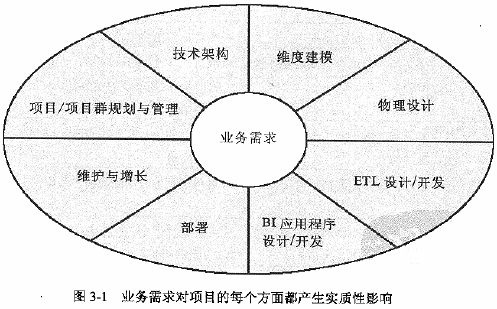 技术架构
维度建模
项目/项目群规划与管理
物理设计
业务需求
维护与增长
ETL 设计/开发
部署
BI 应用程序
设计/开发
图 3-1 业务需求对项目的每个方面都产生实质性影响